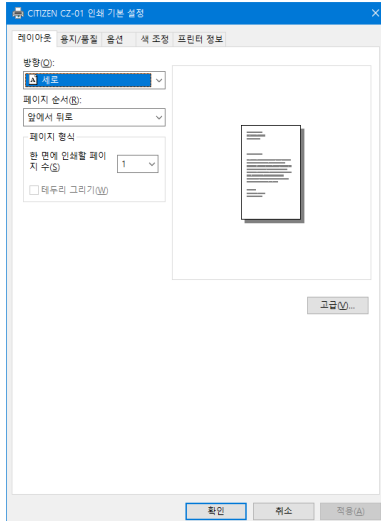 CITIZEN CZ-01 인쇄 기본 설정
레이아웃 용지/품질 옵션 색 조정 프린터 정보
방향(O):
A 세로
페이지 순서(R):
앞에서 뒤로
페이지 형식
한 면에 인쇄할 페이
지 수(S) 1
테두리 그리기(W)
고급(V)...
확인 취소 적용(A)